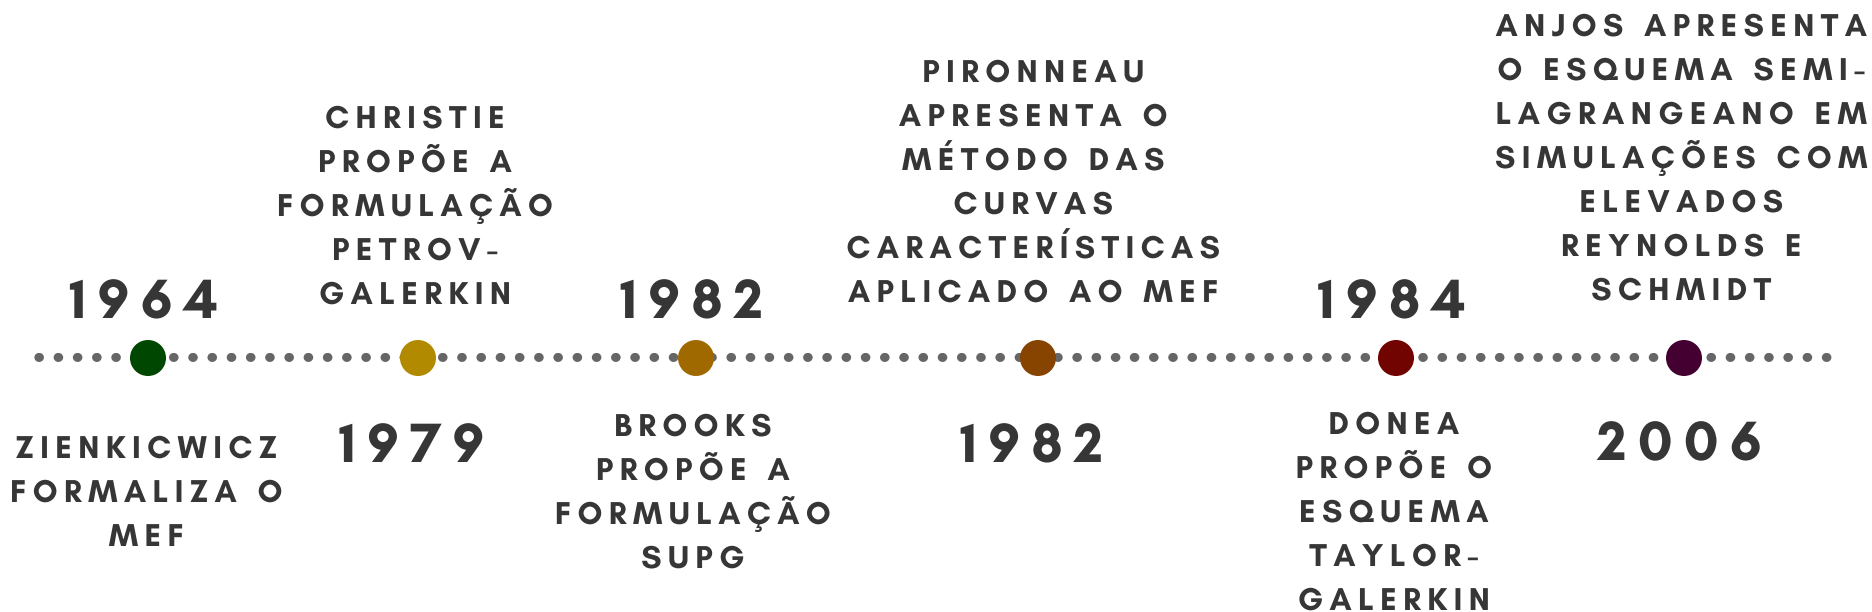 1964
ZIENKICWICZ
FORMALIZA O
MEF
CHRISTIE
PROPÕE A
FORMULAÇÃO
PETROV-
GALERKIN
1979
1982
BROOKS
PROPÕE A
FORMULAÇÃO
SUPG
PIRONNEAU
APRESENTA O
MÉTODO DAS
CURVAS
CARACTERÍSTICAS
APLICADO AO MEF
1982
1984
DONEA
PROPÕE O
ESQUEMA
TAYLOR-
GALERKIN
ANJOS APRESENTA
O ESQUEMA SEMI-
LAGRANGEANO EM
SIMULAÇÕES COM
ELEVADOS
REYNOLDS E
SCHMIDT
2006